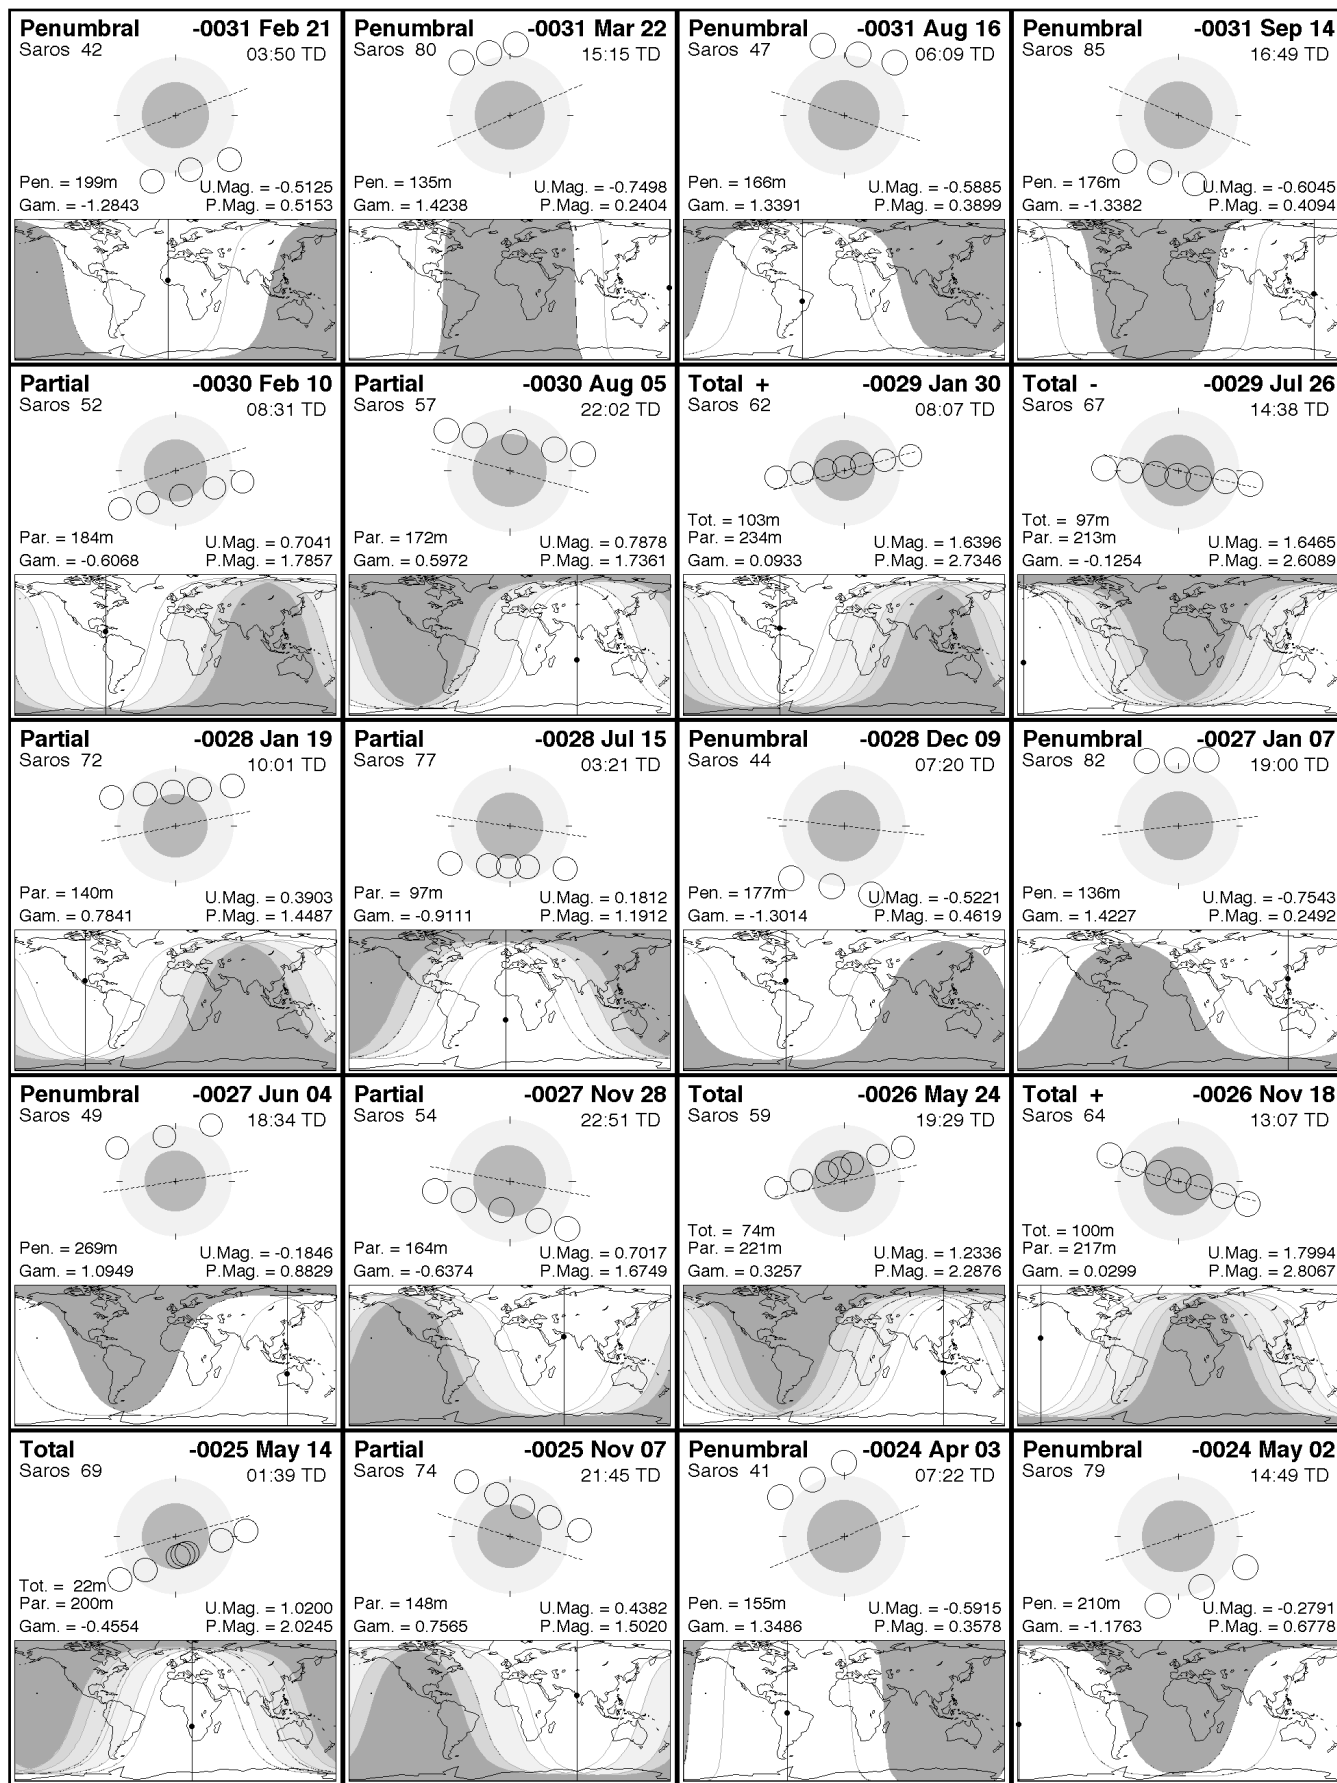 Penumbral -0031 Feb 21
Saros 42 03:50 TD
Pen. = 199m U.Mag. = -0.5125
Gam. = -1.2843 P.Mag. = 0.5153
Penumbral -0031 Mar 22
Saros 80 15:15 TD
Pen. = 135m U.Mag. = -0.7498
Gam. = 1.4238 P.Mag. = 0.2404
Penumbral -0031 Aug 16
Saros 47 06:09 TD
Pen. = 166m U.Mag. = -0.5885
Gam. = 1.3391 P.Mag. = 0.3899
Penumbral -0031 Sep 14
Saros 85 16:49 TD
Pen. = 176m U.Mag. = -0.6045
Gam. = -1.3382 P.Mag. = 0.4094
Partial -0030 Feb 10
Saros 52 08:31 TD
Par. = 184m U.Mag. = 0.7041
Gam. = -0.6068 P.Mag. = 1.7857
Partial -0030 Aug 05
Saros 57 22:02 TD
Par. = 172m U.Mag. = 0.7878
Gam. = 0.5972 P.Mag. = 1.7361
Total + -0029 Jan 30
Saros 62 08:07 TD
Tot. = 103m
Par. = 234m U.Mag. = 1.6396
Gam. = 0.0933 P.Mag. = 2.7346
Total - -0029 Jul 26
Saros 67 14:38 TD
Tot. = 97m
Par. = 213m U.Mag. = 1.6465
Gam. = -0.1254 P.Mag. = 2.6089
Partial -0028 Jan 19
Saros 72 10:01 TD
Par. = 140m U.Mag. = 0.3903
Gam. = 0.7841 P.Mag. = 1.4487
Partial -0028 Jul 15
Saros 77 03:21 TD
Par. = 97m U.Mag. = 0.1812
Gam. = -0.9111 P.Mag. = 1.1912
Penumbral -0028 Dec 09
Saros 44 07:20 TD
Pen. = 177m U.Mag. = -0.5221
Gam. = -1.3014 P.Mag. = 0.4619
Penumbral -0027 Jan 07
Saros 82 19:00 TD
Pen. = 136m U.Mag. = -0.7543
Gam. = 1.4227 P.Mag. = 0.2492
Penumbral -0027 Jun 04
Saros 49 18:34 TD
Pen. = 269m U.Mag. = -0.1846
Gam. = 1.0949 P.Mag. = 0.8829
Partial -0027 Nov 28
Saros 54 22:51 TD
Par. = 164m U.Mag. = 0.7017
Gam. = -0.6374 P.Mag. = 1.6749
Total -0026 May 24
Saros 59 19:29 TD
Tot. = 74m
Par. = 221m U.Mag. = 1.2336
Gam. = 0.3257 P.Mag. = 2.2876
Total + -0026 Nov 18
Saros 64 13:07 TD
Tot. = 100m
Par. = 217m U.Mag. = 1.7994
Gam. = 0.0299 P.Mag. = 2.8067
Total -0025 May 14
Saros 69 01:39 TD
Tot. = 22m
Par. = 200m U.Mag. = 1.0200
Gam. = -0.4554 P.Mag. = 2.0245
Partial -0025 Nov 07
Saros 74 21:45 TD
Par. = 148m U.Mag. = 0.4382
Gam. = 0.7565 P.Mag. = 1.5020
Penumbral -0024 Apr 03
Saros 41 07:22 TD
Pen. = 155m U.Mag. = -0.5915
Gam. = 1.3486 P.Mag. = 0.3578
Penumbral -0024 May 02
Saros 79 14:49 TD
Pen. = 210m U.Mag. = -0.2791
Gam. = -1.1763 P.Mag. = 0.6778